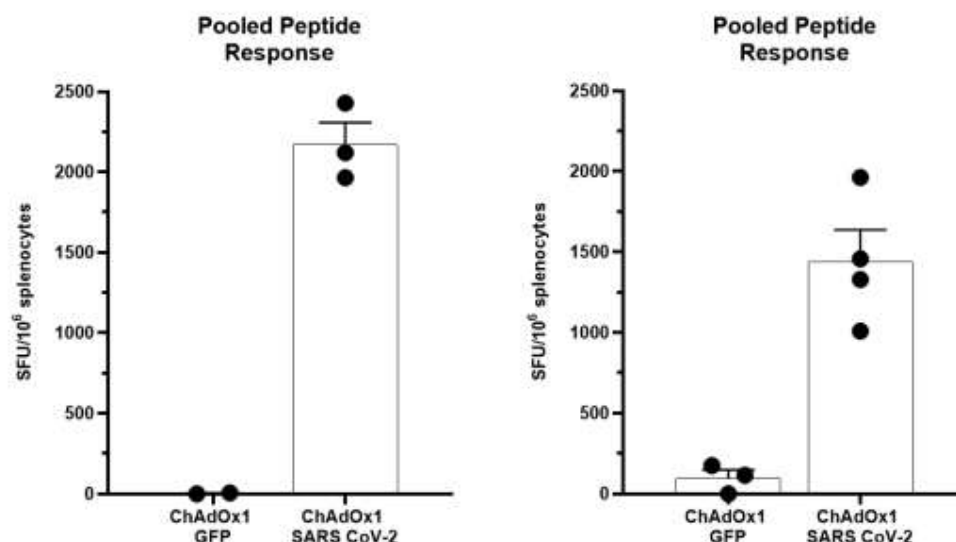 Pooled Peptide
Response
2500
2000
1500
1000
500
0
SFU/10⁶ splenocytes
ChAdOx1
GFP
ChAdOx1
SARS CoV-2
Pooled Peptide
Response
2500
2000
1500
1000
500
0
SFU/10⁶ splenocytes
ChAdOx1
GFP
ChAdOx1
SARS CoV-2